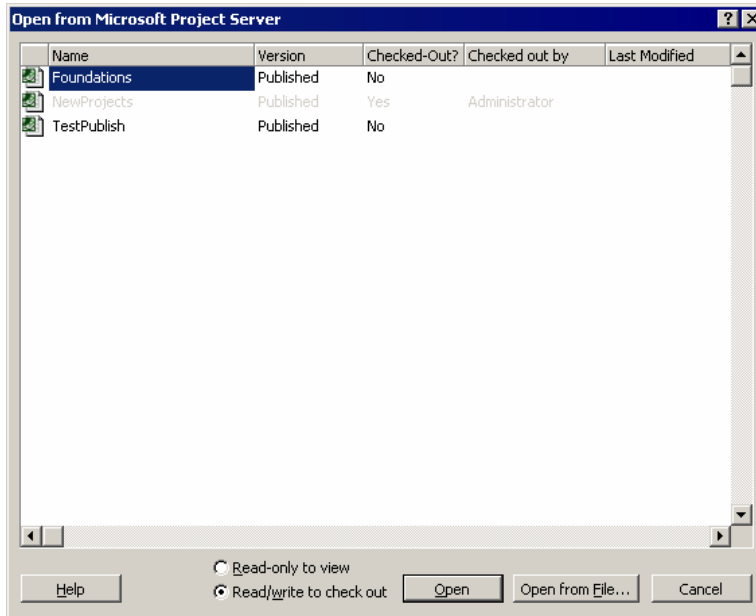 Open from Microsoft Project Server
Name Version Checked-Out? Checked out by Last Modified
Foundations Published No
NewProjects Published Yes Administrator
TestPublish Published No
Read-only to view
Read/write to check out
Help Open Open from File... Cancel